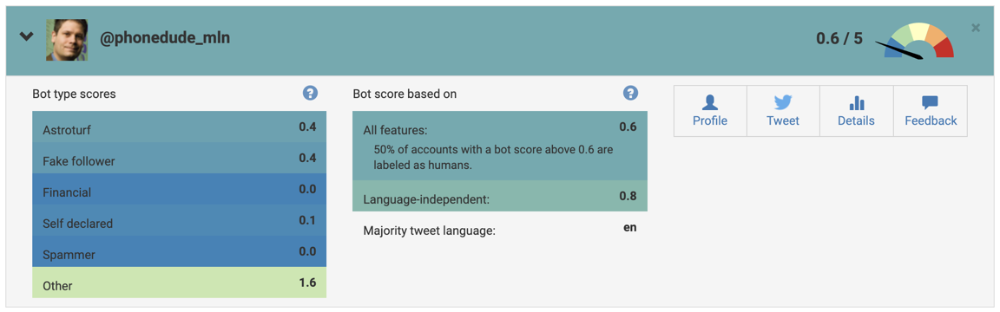 @phonedude_mln
0.6 / 5
×
Bot type scores
?
Astroturf 0.4
Fake follower 0.4
Financial 0.0
Self declared 0.1
Spammer 0.0
Other 1.6
Bot score based on
?
All features: 0.6
50% of accounts with a bot score above 0.6 are
labeled as humans.
Language-independent: 0.8
Majority tweet language: en
Profile
Tweet
Details
Feedback